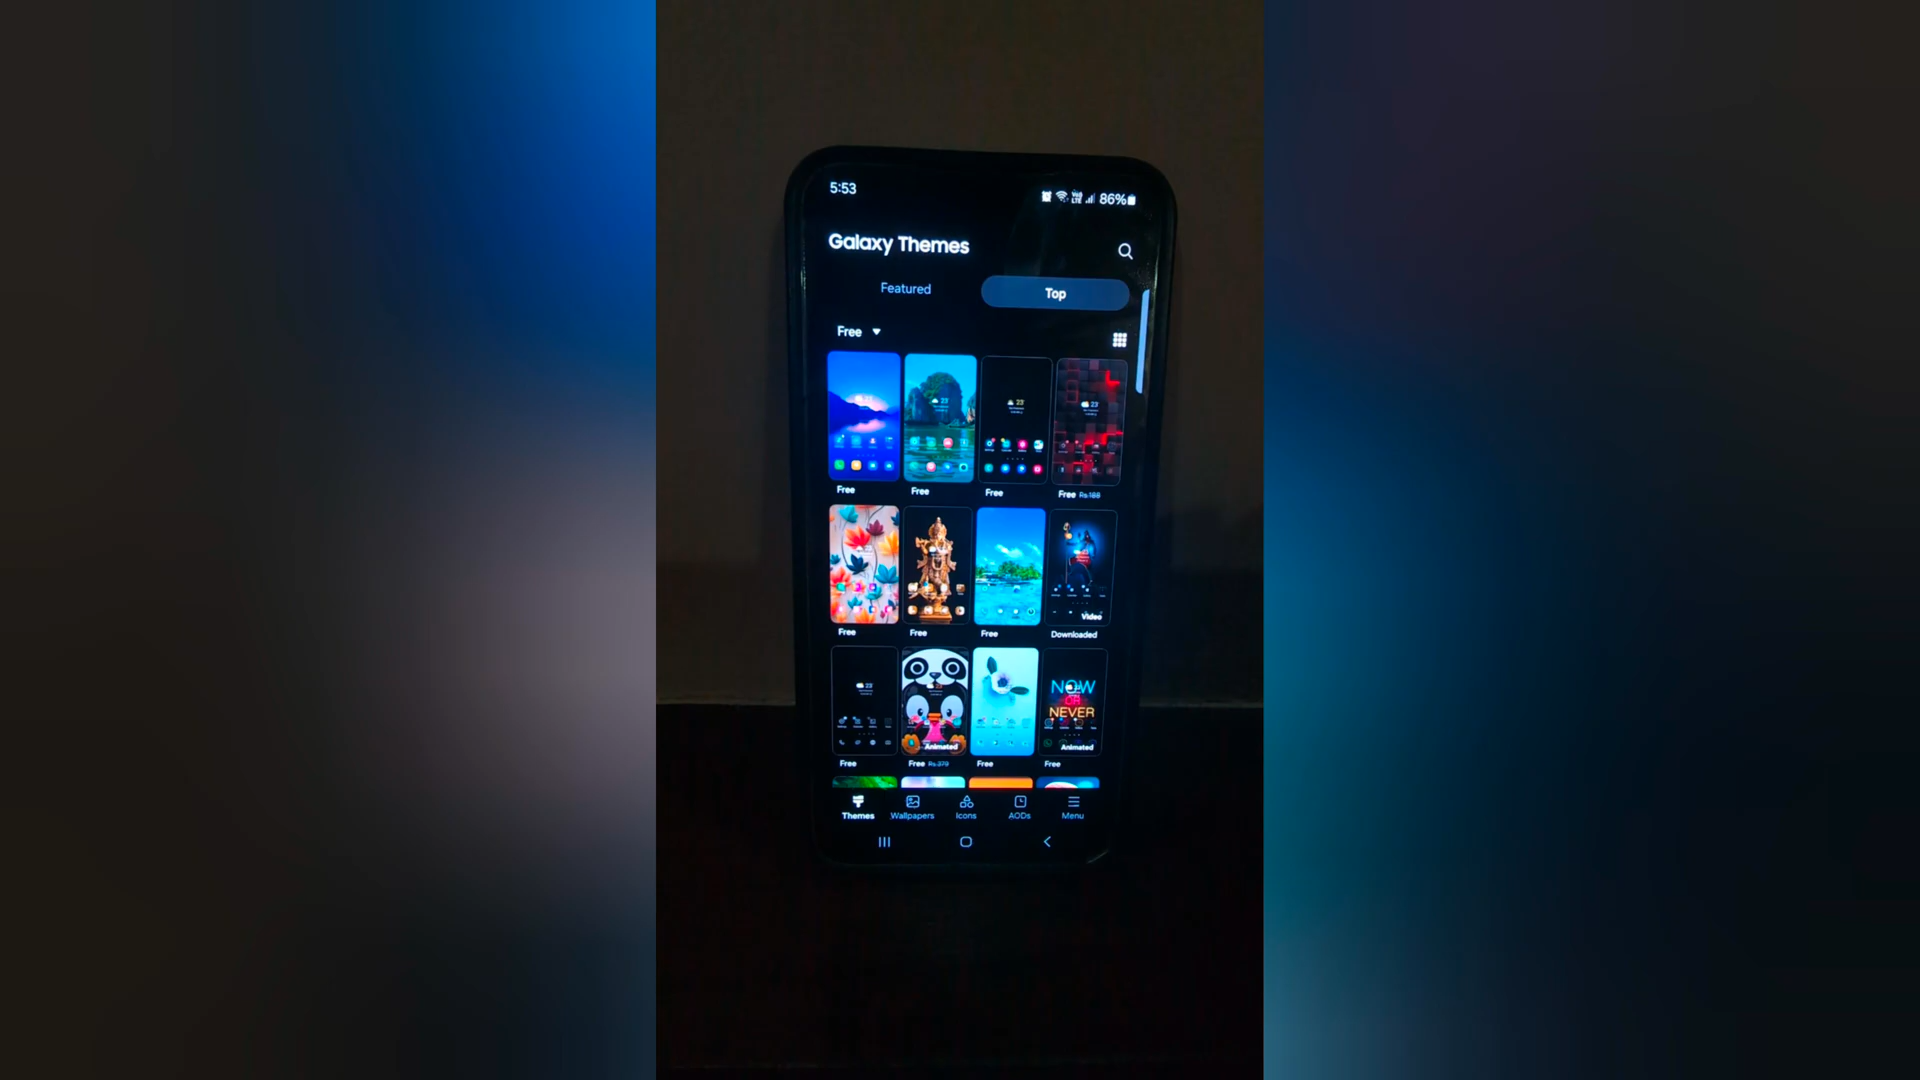 5:53
86%
Galaxy Themes
Featured
Top
Free
Free
Free
Free
Free Rs.188
Free
Free
Free
Video
Downloaded
NOW
OR
NEVER
Animated
Animated
Free
Free Rs.379
Free
Free
Themes
Wallpapers
Icons
AODs
Menu